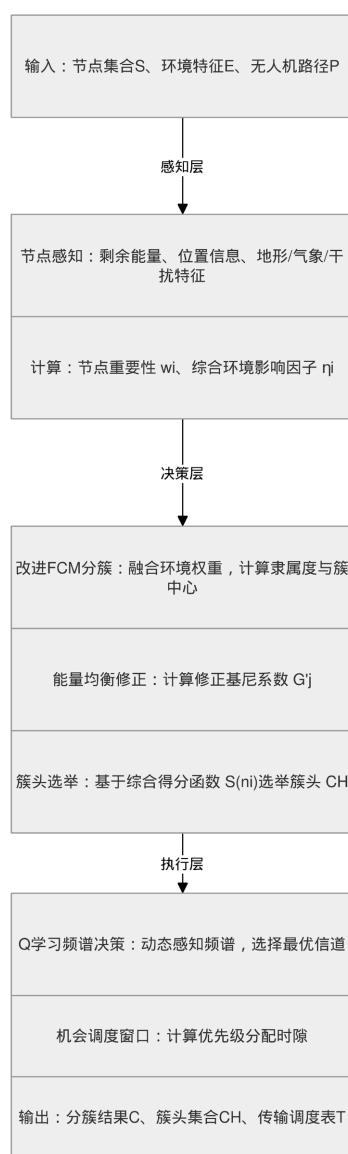 输入：节点集合S、环境特征E、无人机路径P
感知层
节点感知：剩余能量、位置信息、地形/气象/干
扰特征
计算：节点重要性 wi、综合环境影响因子 ηi
决策层
改进FCM分簇：融合环境权重，计算隶属度与簇
中心
能量均衡修正：计算修正基尼系数 G'j
簇头选举：基于综合得分函数 S(ni)选举簇头 CH
执行层
Q学习频谱决策：动态感知频谱，选择最优信道
机会调度窗口：计算优先级分配时隙
输出：分簇结果C、簇头集合CH、传输调度表T